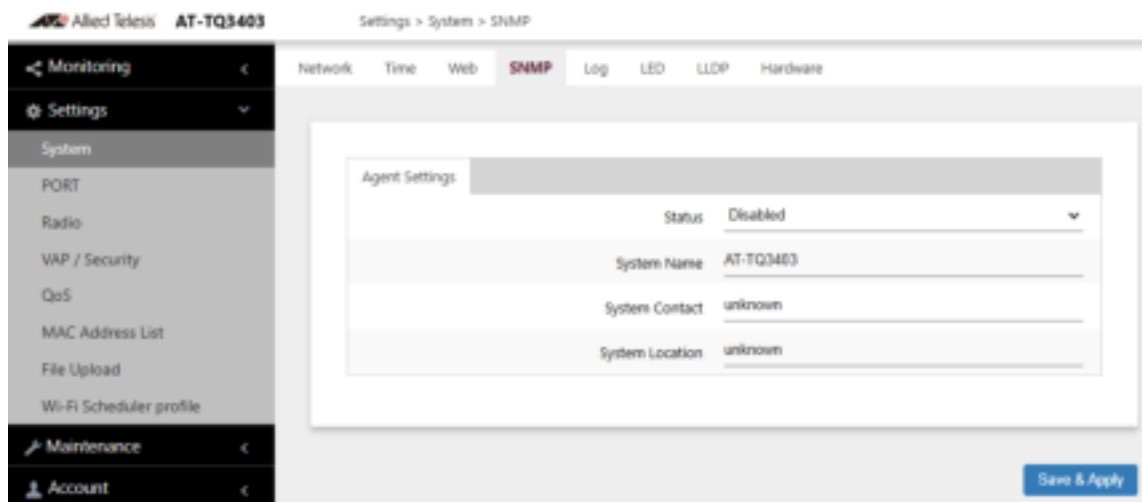 Allied Telesis AT-TQ3403
Settings > System > SNMP
Monitoring
Settings
System
PORT
Radio
VAP / Security
QoS
MAC Address List
File Upload
Wi-Fi Scheduler profile
Maintenance
Account
Network Time Web SNMP Log LED LLDP Hardware
Agent Settings
Status Disabled
System Name AT-TQ3403
System Contact unknown
System Location unknown
Save & Apply